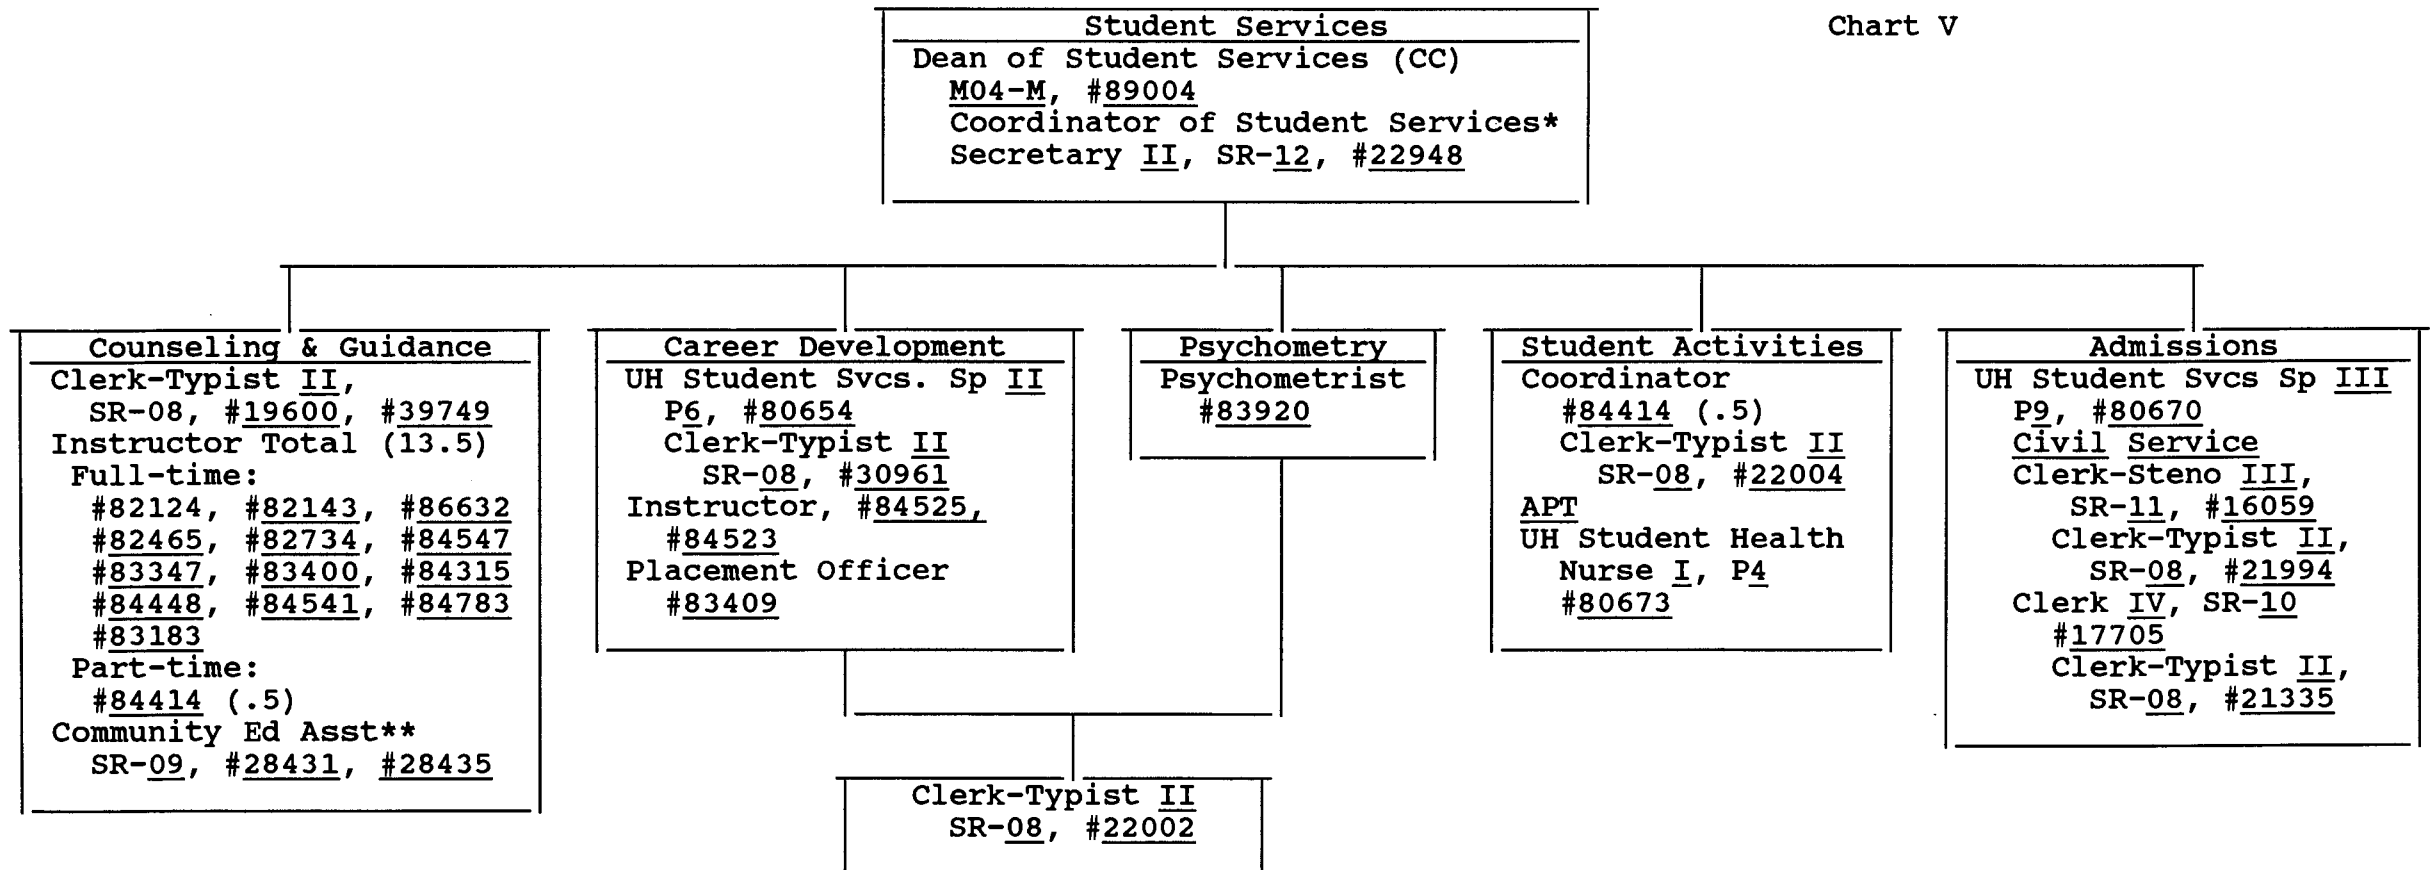 Chart V
Student Services
Dean of Student Services (CC)
M04-M, #89004
Coordinator of Student Services*
Secretary II, SR-12, #22948
Counseling & Guidance
Clerk-Typist II,
SR-08, #19600, #39749
Instructor Total (13.5)
Full-time:
#82124, #82143, #86632
#82465, #82734, #84547
#83347, #83400, #84315
#84448, #84541, #84783
#83183
Part-time:
#84414 (.5)
Community Ed Asst**
SR-09, #28431, #28435
Career Development
UH Student Svcs. Sp II
P6, #80654
Clerk-Typist II
SR-08, #30961
Instructor, #84525,
#84523
Placement Officer
#83409
Psychometry
Psychometrist
#83920
Student Activities
Coordinator
#84414 (.5)
Clerk-Typist II
SR-08, #22004
APT
UH Student Health
Nurse I, P4
#80673
Admissions
UH Student Svcs Sp III
P9, #80670
Civil Service
Clerk-Steno III,
SR-11, #16059
Clerk-Typist II,
SR-08, #21994
Clerk IV, SR-10
#17705
Clerk-Typist II,
SR-08, #21335
Clerk-Typist II
SR-08, #22002